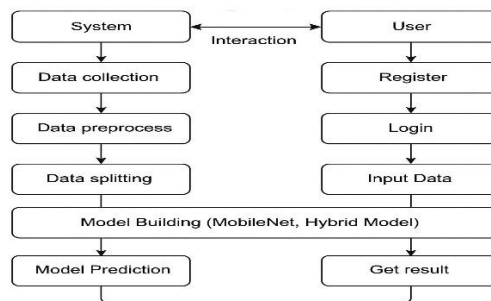 System
Interaction
User
Data collection
Register
Data preprocess
Login
Data splitting
Input Data
Model Building (MobileNet, Hybrid Model)
Model Prediction
Get result